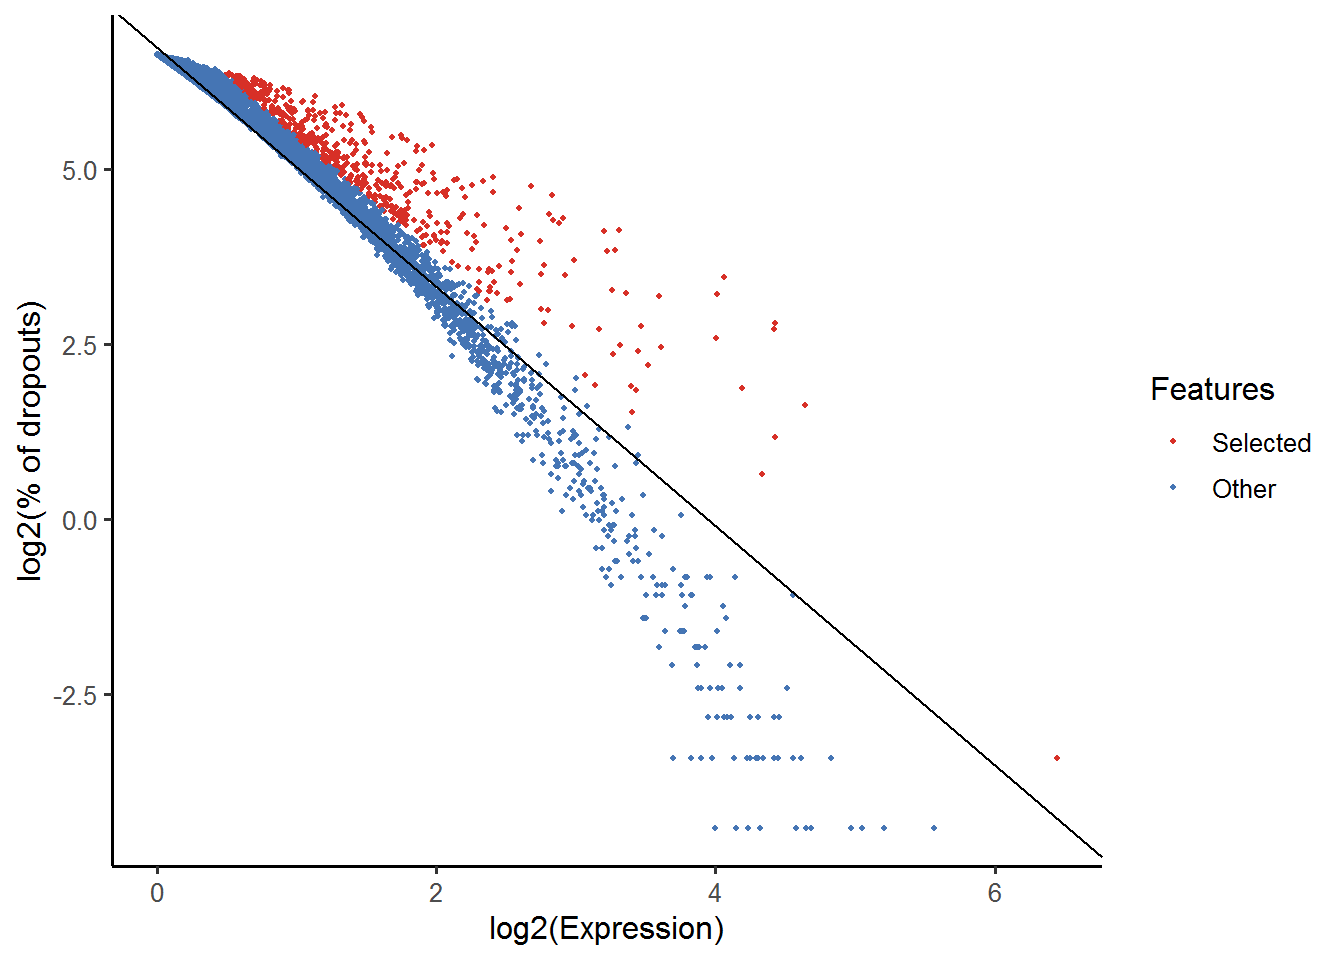 5.0
2.5
0.0
-2.5
log2(% of dropouts)
0
2
4
6
log2(Expression)
Features
Selected
Other